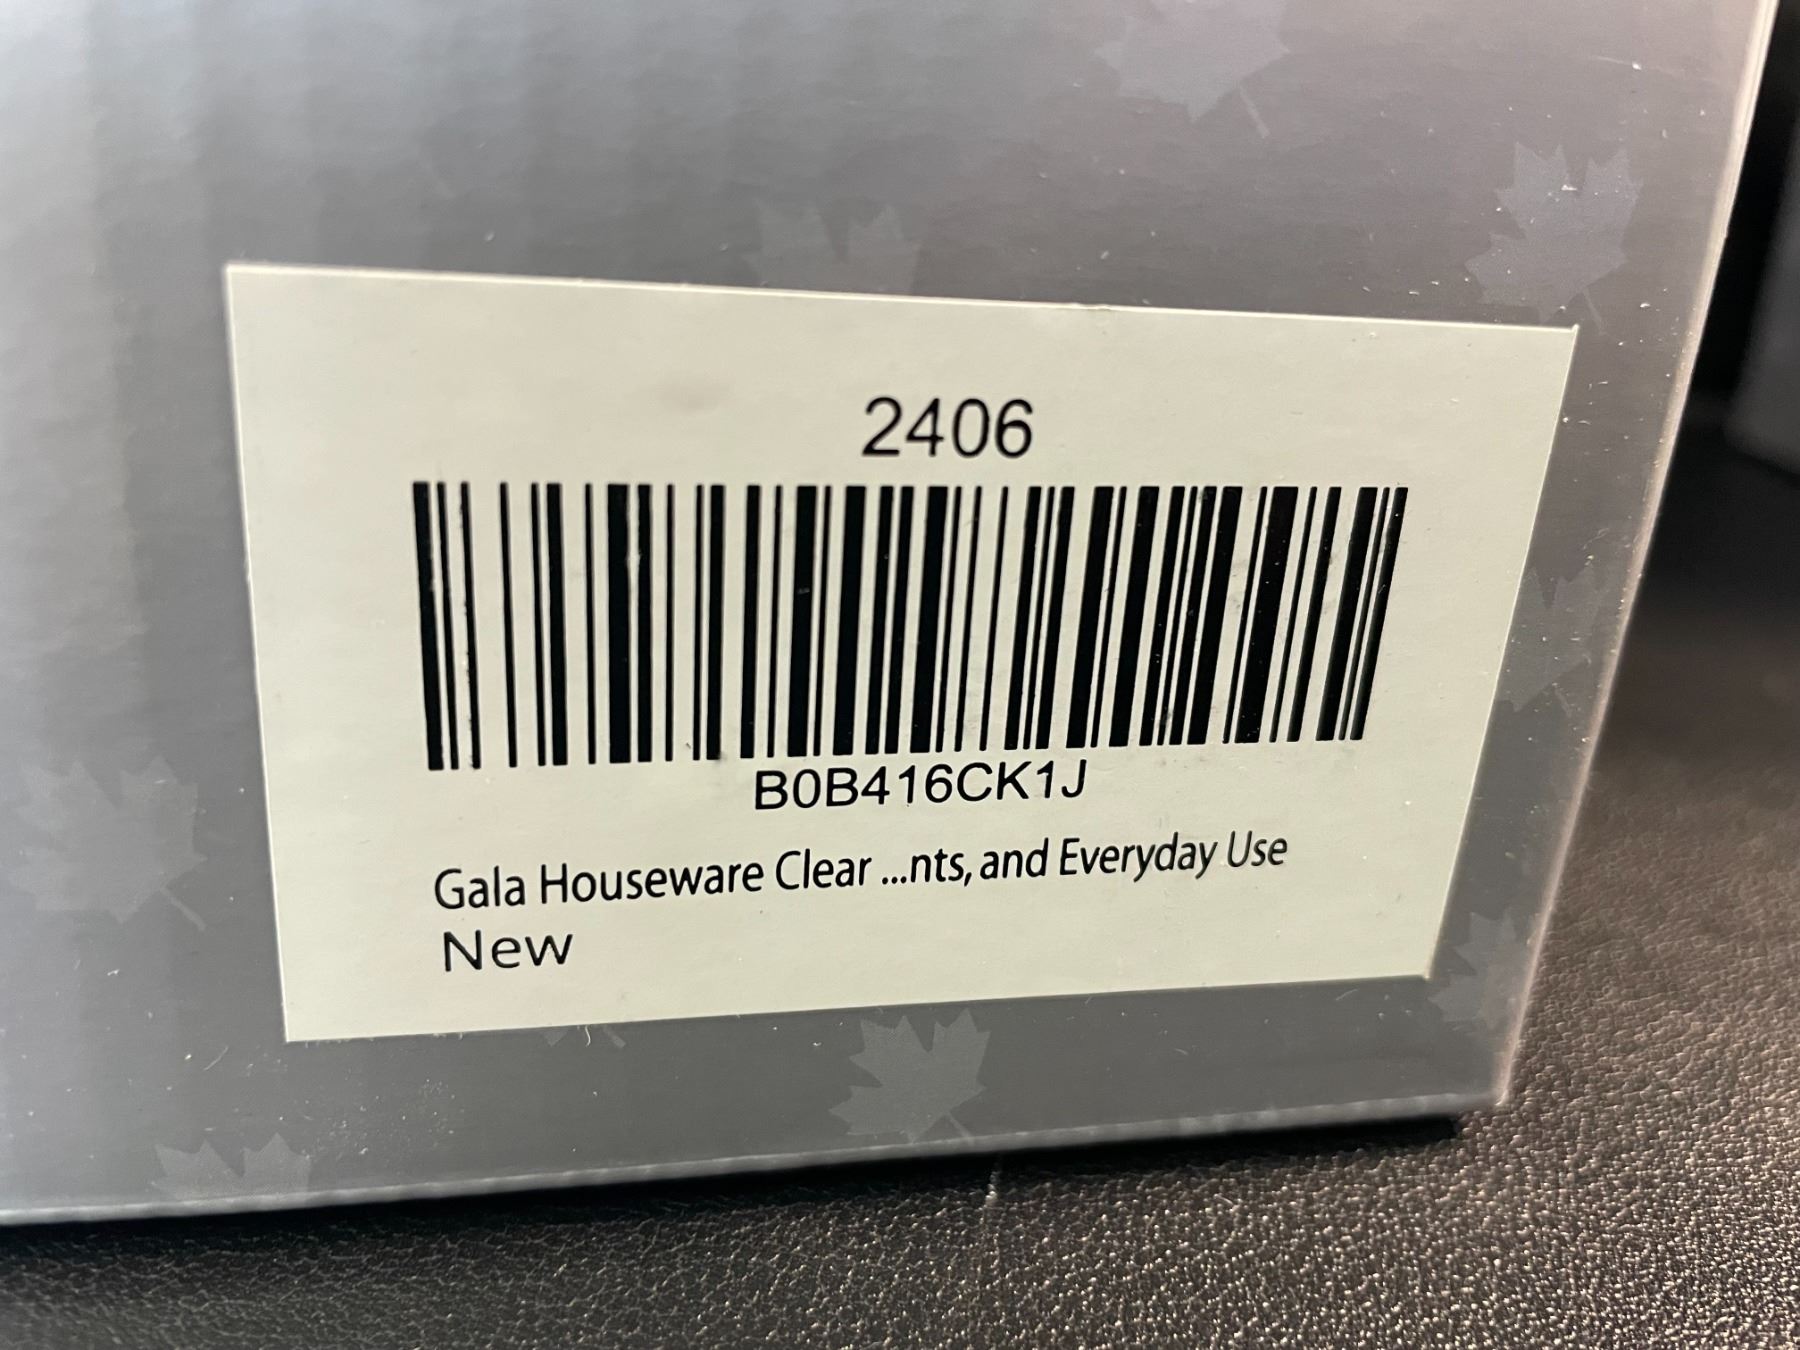 2406
B0B416CK1J
Gala Houseware Clear ...nts, and Everyday Use
New